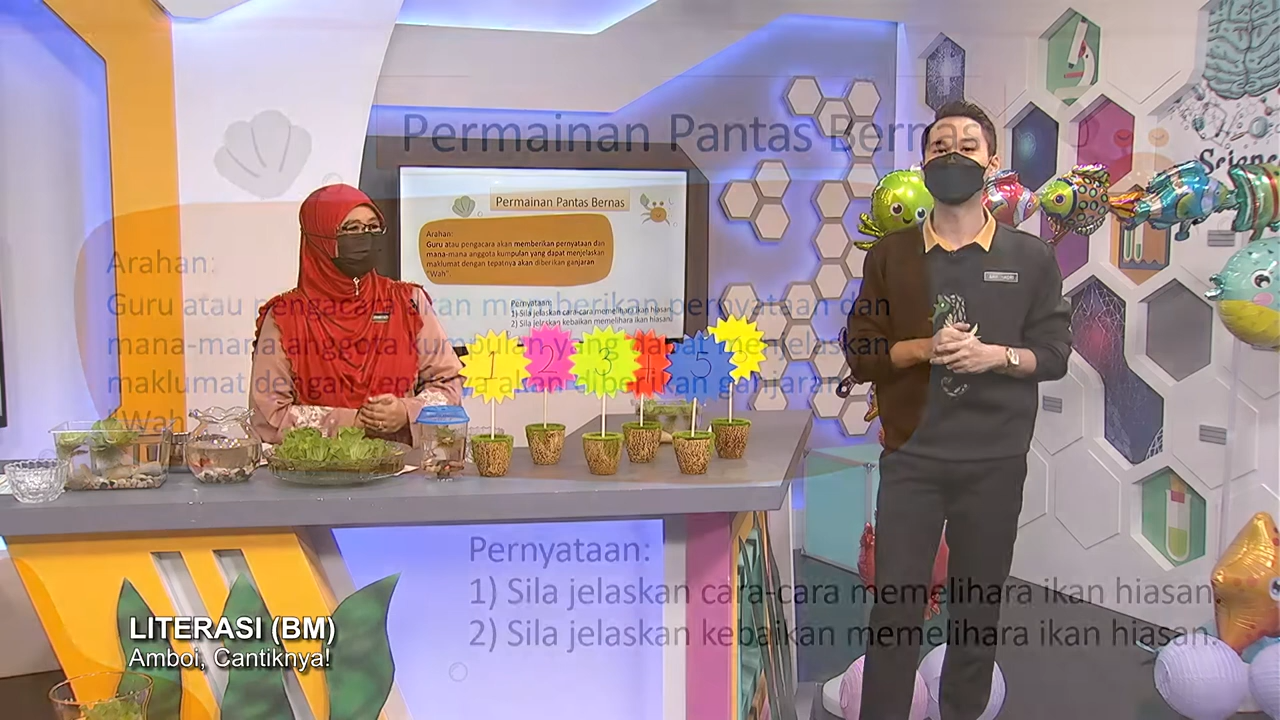 Permainan Pantas Bernas
Arahan:
Guru atau pengacara akan memberikan pernyataan dan
mana-mana anggota kumpulan yang dapat menjelaskan
maklumat dengan tepatnya akan diberikan ganjaran
"Wah".
Pernyataan:
1) Sila jelaskan cara-cara memelihara ikan hiasan.
2) Sila jelaskan kebaikan memelihara ikan hiasan.
Permainan Pantas Bernas
Arahan:
Guru atau pengacara akan memberikan pernyataan dan
mana-mana anggota kumpulan yang dapat menjelaskan
maklumat dengan tepatnya akan diberikan ganjaran
"Wah".
Pernyataan:
1) Sila jelaskan cara-cara memelihara ikan hiasan.
2) Sila jelaskan kebaikan memelihara ikan hiasan.
1 2 3 4 5
Science
LITERASI (BM)
Amboi, Cantiknya!